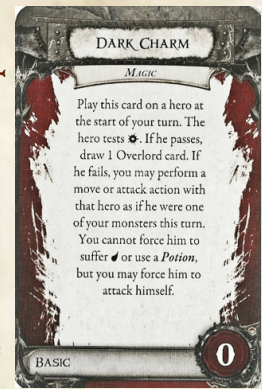 DARK CHARM
MAGIC
Play this card on a hero at
the start of your turn. The
hero tests . If he passes,
draw 1 Overlord card. If
he fails, you may perform a
move or attack action with
that hero as if he were one
of your monsters this turn.
You cannot force him to
suffer or use a Potion,
but you may force him to
attack himself.
BASIC
0